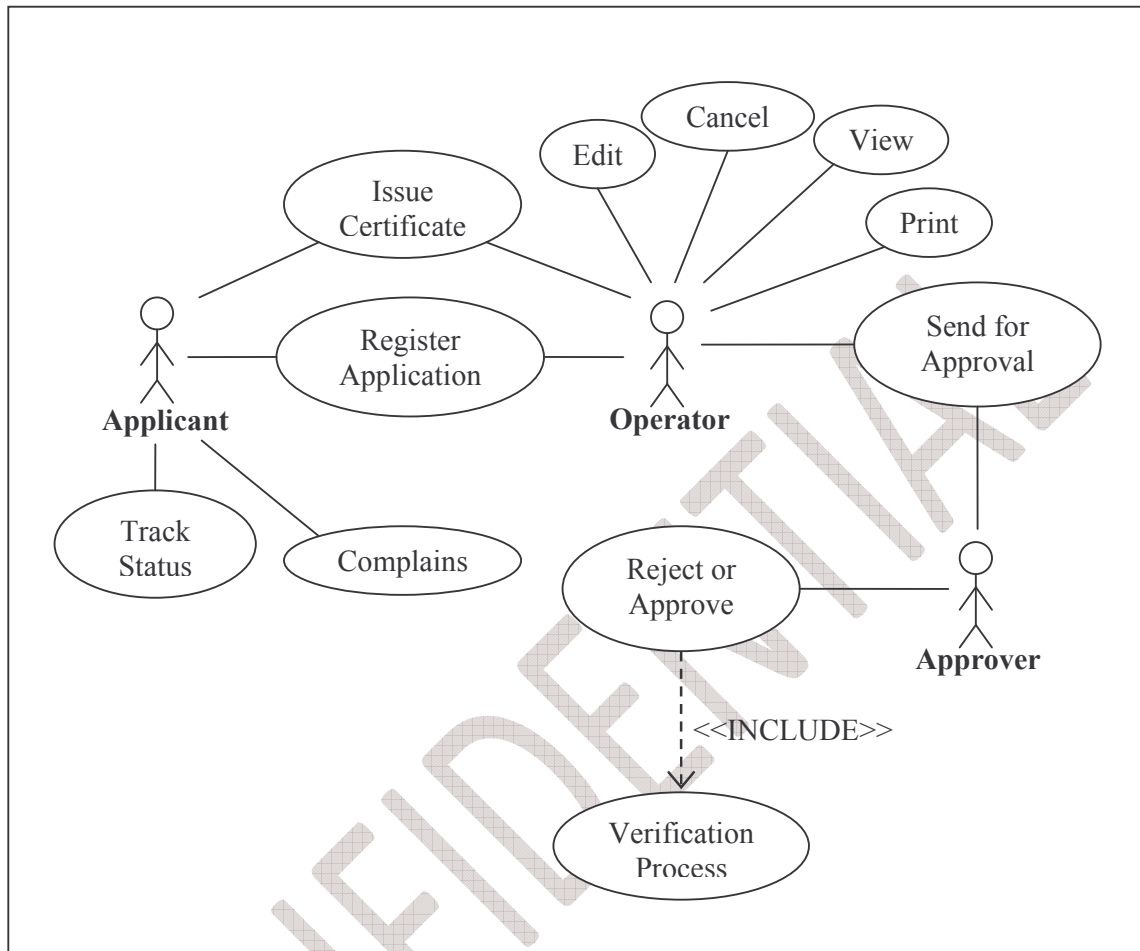 Cancel
Edit
View
Issue
Certificate
Print
Register
Application
Send for
Approval
Applicant
Operator
Track
Status
Complains
Reject or
Approve
Approver
<<INCLUDE>>
Verification
Process
NFIDENTIAL